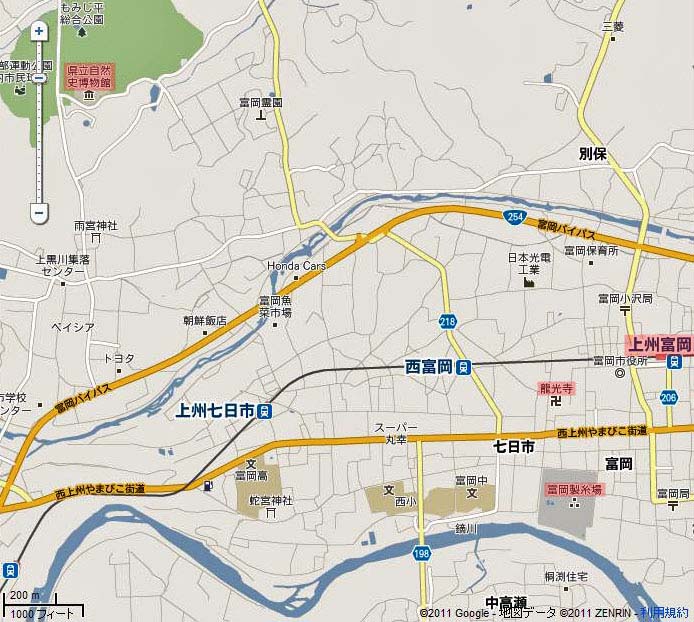 もみじ平
総合公園
三菱
県立自然
史博物館
富岡霊園
別保
雨宮神社
254
富岡バイパス
上黒川集落
センター
日本光電
工業
富岡保育所
Honda Cars
富岡魚
菜市場
富岡小沢局
朝鮮飯店
ベイシア
218
上州富岡
トヨタ
西富岡
富岡市役所
龍光寺
206
富岡バイパス
上州七日市
スーパー
丸幸
西上州やまびこ街道
七日市
富岡
富岡高
富岡中
富岡製糸場
西上州やまびこ街道
蛇宮神社
西小
富岡局
鏑川
198
桐渕住宅
中高瀬
200 m
1000 フィート
©2011 Google - 地図データ ©2011 ZENRIN - 利用規約